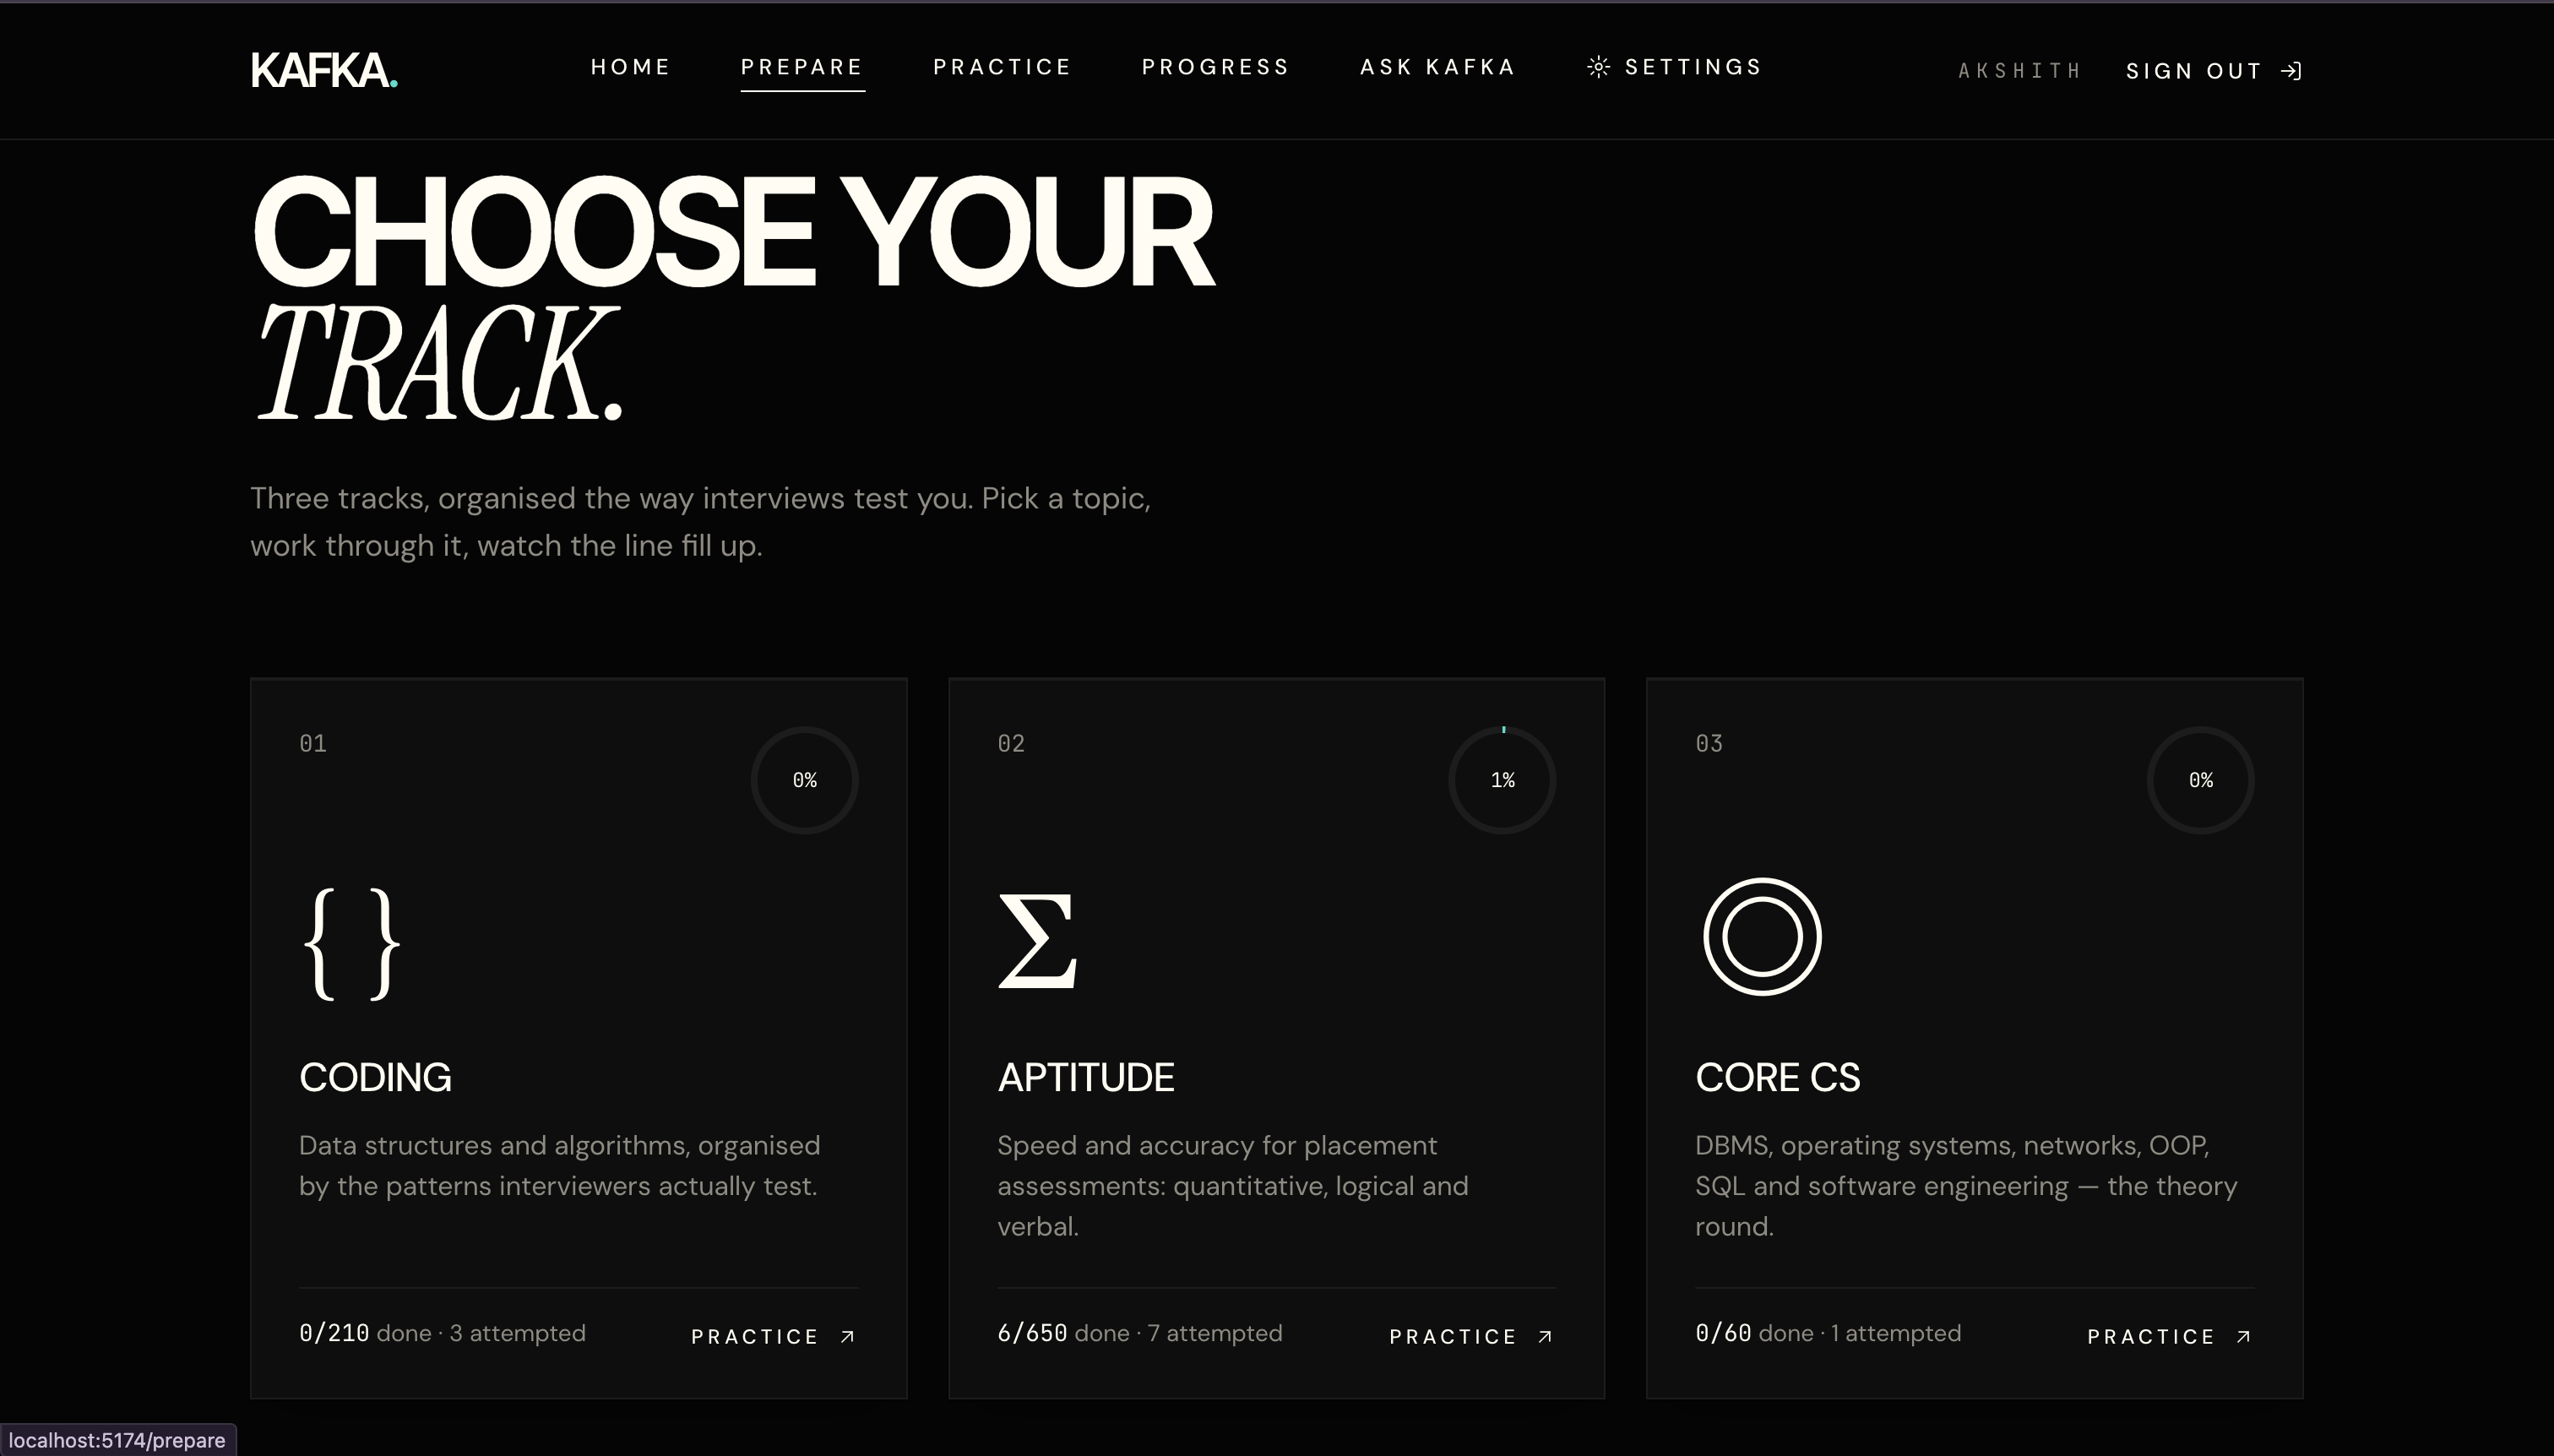 KAFKA.
HOME PREPARE PRACTICE PROGRESS ASK KAFKA SETTINGS
AKSHITH SIGN OUT
CHOOSE YOUR
TRACK.
Three tracks, organised the way interviews test you. Pick a topic,
work through it, watch the line fill up.
01
0%
{ }
CODING
Data structures and algorithms, organised
by the patterns interviewers actually test.
0/210 done · 3 attempted
PRACTICE ↗
02
1%
Σ
APTITUDE
Speed and accuracy for placement
assessments: quantitative, logical and
verbal.
6/650 done · 7 attempted
PRACTICE ↗
03
0%
CORE CS
DBMS, operating systems, networks, OOP,
SQL and software engineering — the theory
round.
0/60 done · 1 attempted
PRACTICE ↗
localhost:5174/prepare